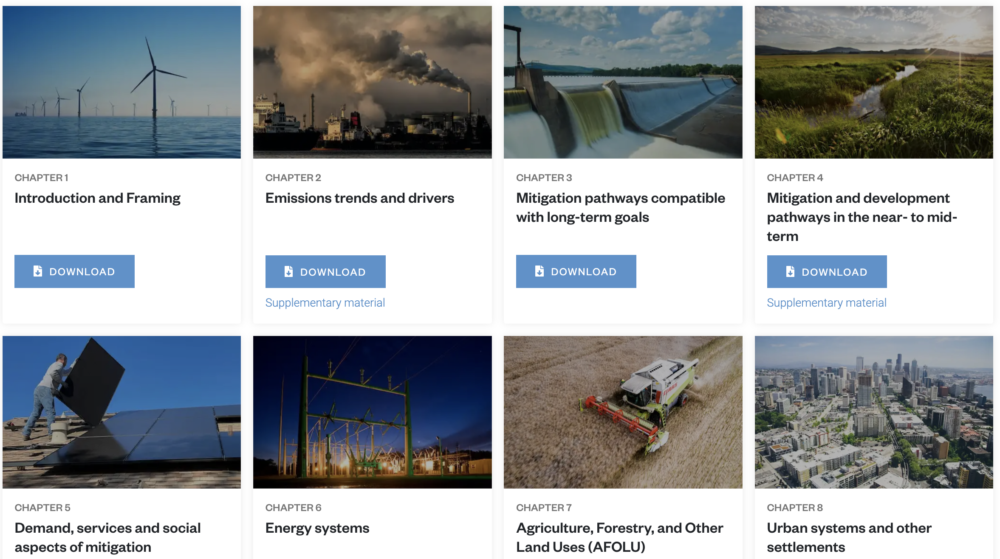 CHAPTER 1
Introduction and Framing
DOWNLOAD
CHAPTER 2
Emissions trends and drivers
DOWNLOAD
Supplementary material
CHAPTER 3
Mitigation pathways compatible
with long-term goals
DOWNLOAD
CHAPTER 4
Mitigation and development
pathways in the near- to mid-
term
DOWNLOAD
Supplementary material
CLAAS
CHAPTER 5
Demand, services and social
aspects of mitigation
CHAPTER 6
Energy systems
CHAPTER 7
Agriculture, Forestry, and Other
Land Uses (AFOLU)
CHAPTER 8
Urban systems and other
settlements